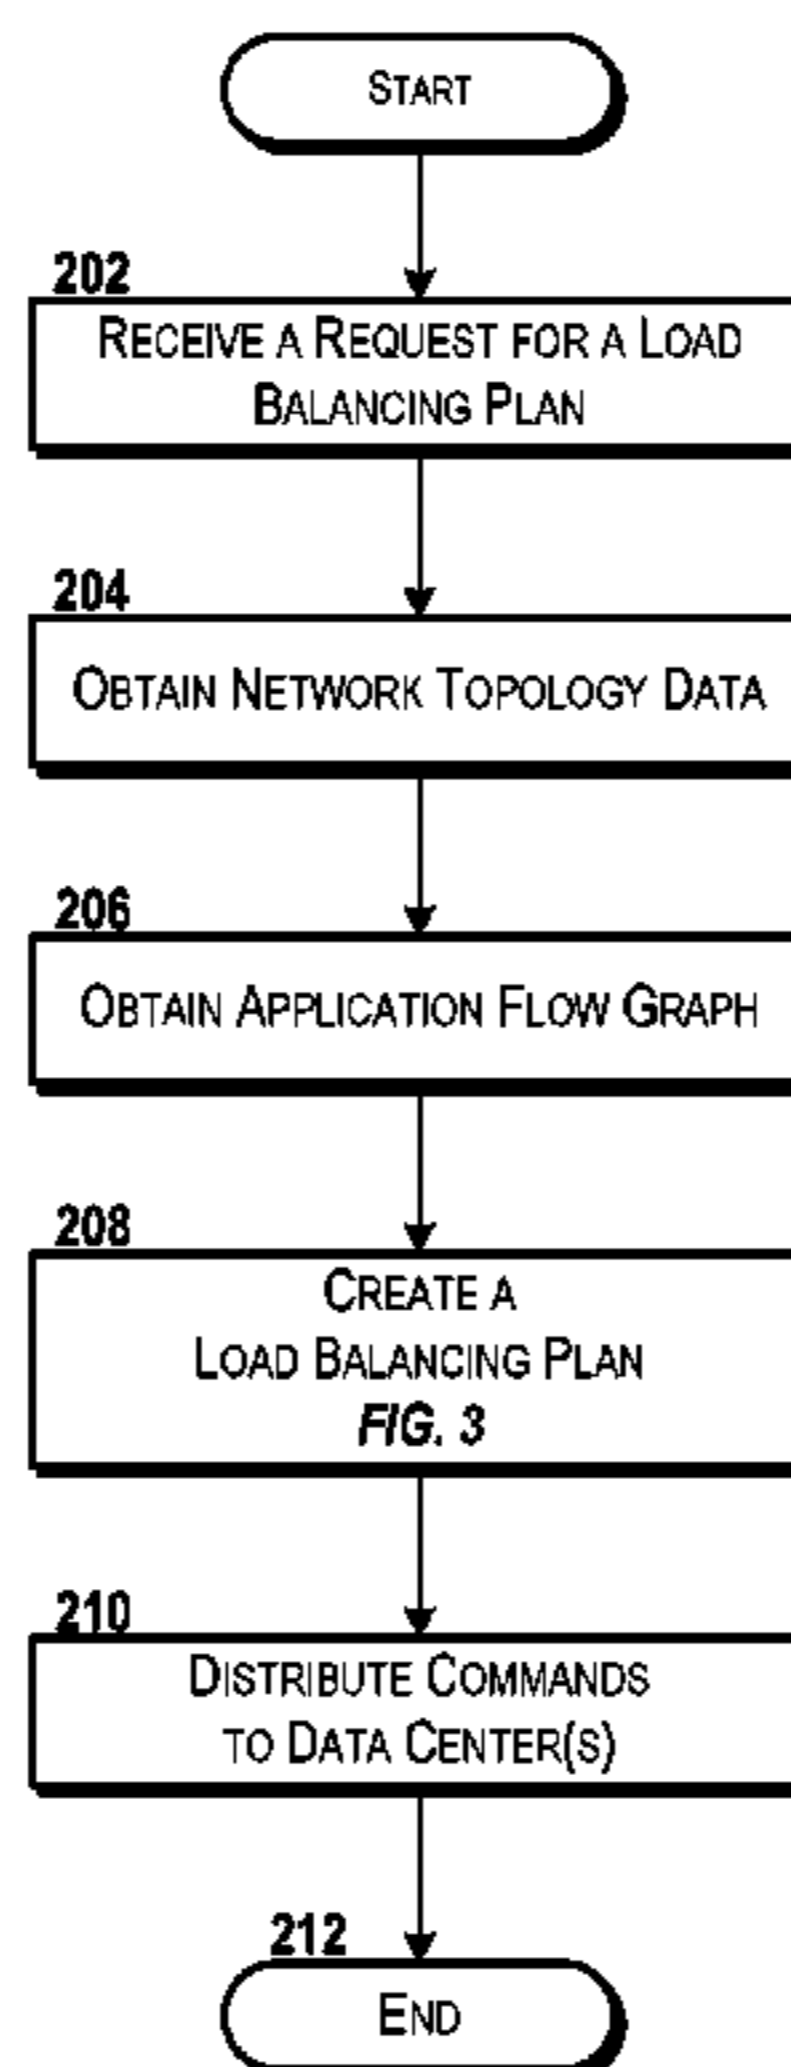 START
202
RECEIVE A REQUEST FOR A LOAD
BALANCING PLAN
204
OBTAIN NETWORK TOPOLOGY DATA
206
OBTAIN APPLICATION FLOW GRAPH
208
CREATE A
LOAD BALANCING PLAN
FIG. 3
210
DISTRIBUTE COMMANDS
TO DATA CENTER(S)
212
END